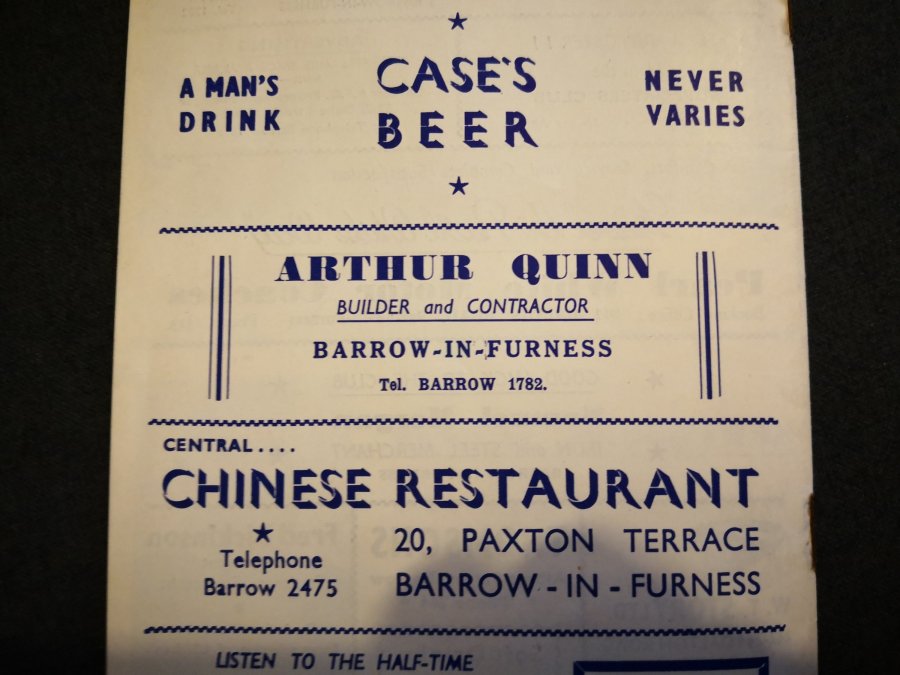 A MAN'S
DRINK
CASE'S
BEER
NEVER
VARIES
ARTHUR QUINN
BUILDER and CONTRACTOR
BARROW-IN-FURNESS
Tel. BARROW 1782.
CENTRAL....
CHINESE RESTAURANT
Telephone
Barrow 2475
20, PAXTON TERRACE
BARROW - IN - FURNESS
LISTEN TO THE HALF-TIME